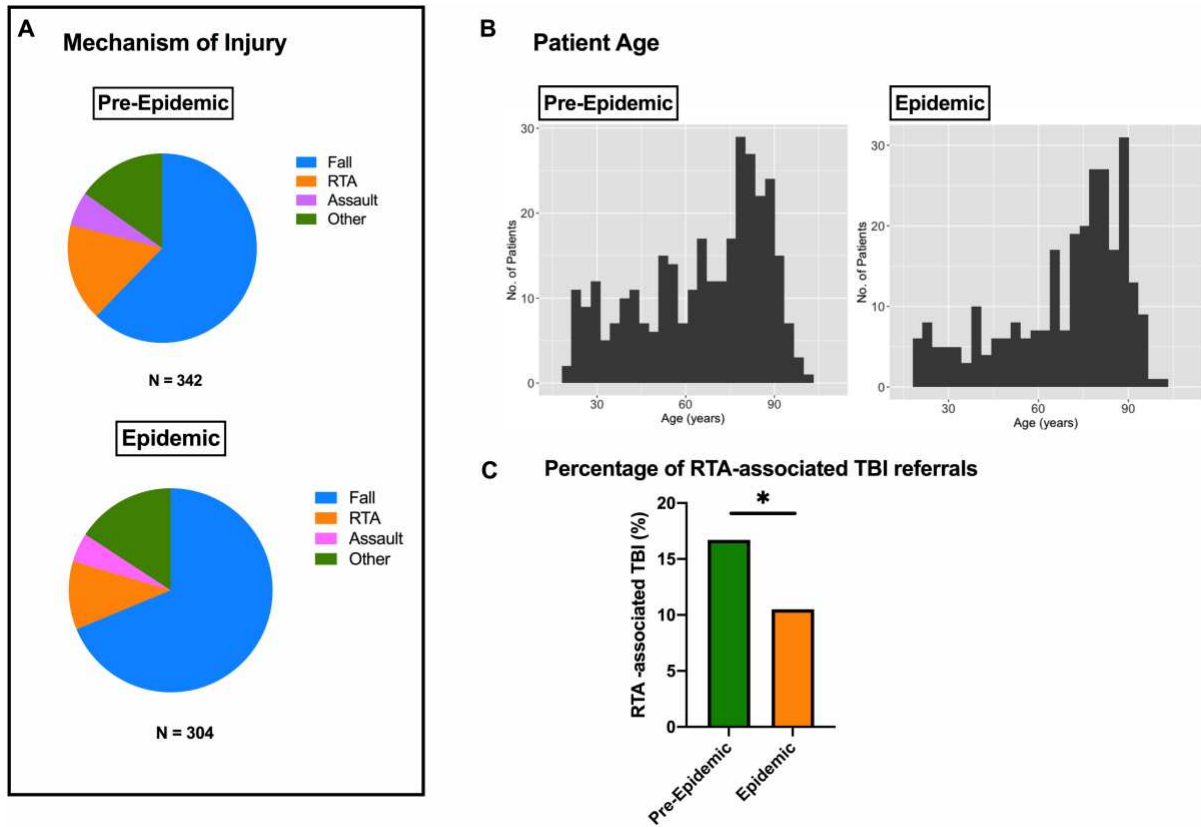 A Mechanism of Injury
Pre-Epidemic
Fall
RTA
Assault
Other
N = 342
Epidemic
Fall
RTA
Assault
Other
N = 304
B Patient Age
Pre-Epidemic
No. of Patients
30
20
10
0
30 60 90
Age (years)
Epidemic
No. of Patients
30
20
10
0
30 60 90
Age (years)
C Percentage of RTA-associated TBI referrals
RTA -associated TBI (%)
20
15
10
5
0
*
Pre-Epidemic
Epidemic